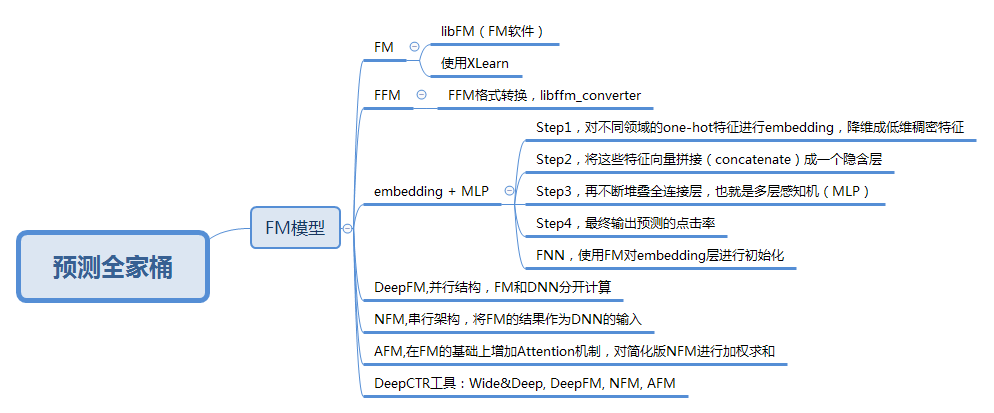 预测全家桶
FM模型
FM
libFM（FM软件）
使用XLearn
FFM
FFM格式转换，libffm_converter
embedding + MLP
Step1，对不同领域的one-hot特征进行embedding，降维成低维稠密特征
Step2，将这些特征向量拼接（concatenate）成一个隐含层
Step3，再不断堆叠全连接层，也就是多层感知机（MLP）
Step4，最终输出预测的点击率
FNN，使用FM对embedding层进行初始化
DeepFM,并行结构，FM和DNN分开计算
NFM,串行架构，将FM的结果作为DNN的输入
AFM,在FM的基础上增加Attention机制，对简化版NFM进行加权求和
DeepCTR工具：Wide&Deep, DeepFM, NFM, AFM